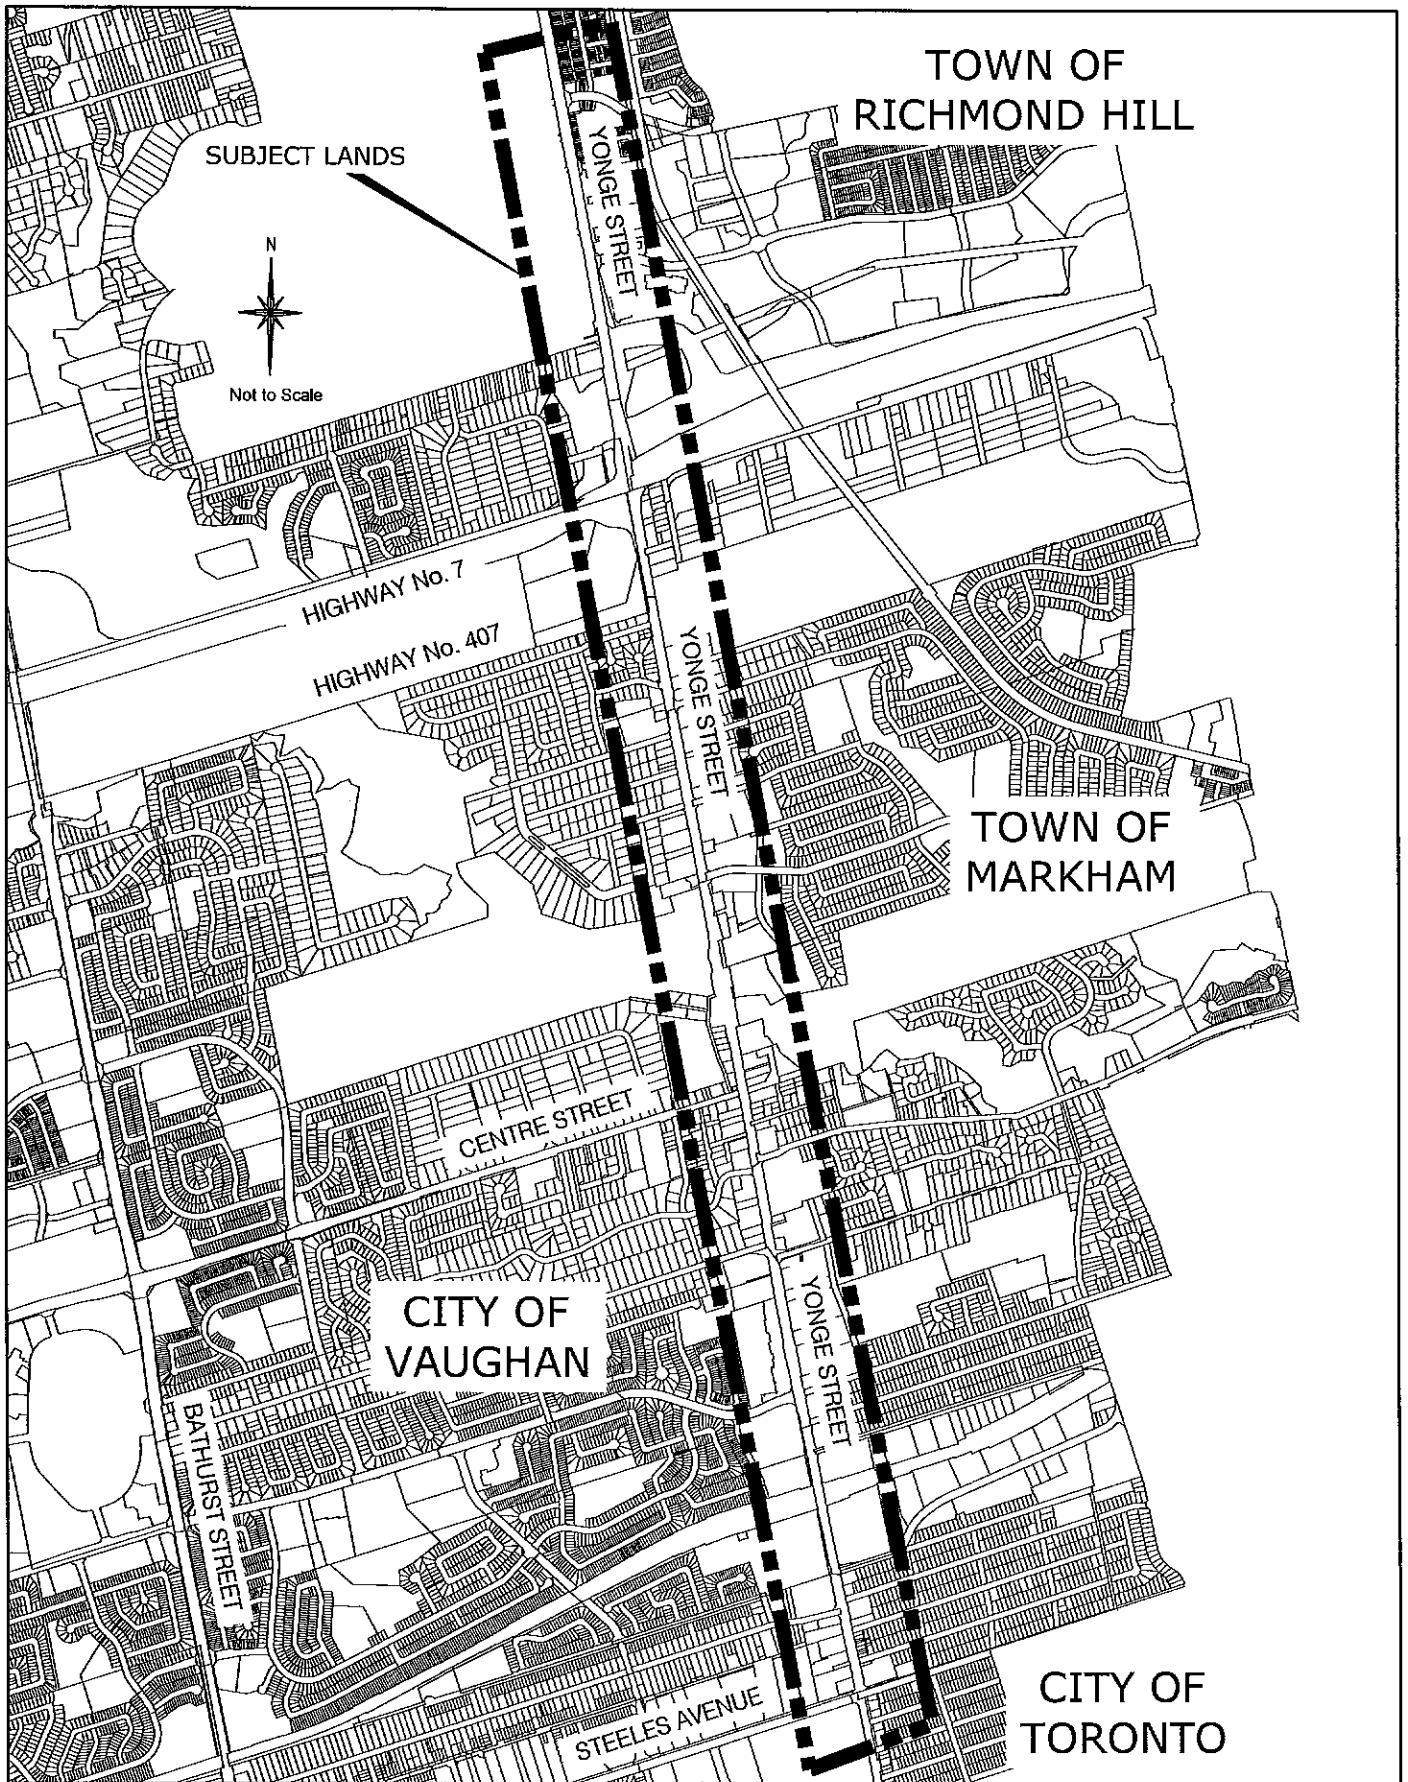 TOWN OF
RICHMOND HILL
SUBJECT LANDS
YONGE STREET
N
Not to Scale
HIGHWAY No. 7
HIGHWAY No. 407
YONGE STREET
TOWN OF
MARKHAM
CENTRE STREET
CITY OF
VAUGHAN
YONGE STREET
BATHURST STREET
STEELES AVENUE
CITY OF
TORONTO